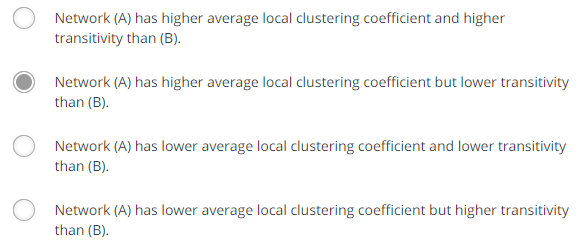 Network (A) has higher average local clustering coefficient and higher
transitivity than (B).
Network (A) has higher average local clustering coefficient but lower transitivity
than (B).
Network (A) has lower average local clustering coefficient and lower transitivity
than (B).
Network (A) has lower average local clustering coefficient but higher transitivity
than (B).